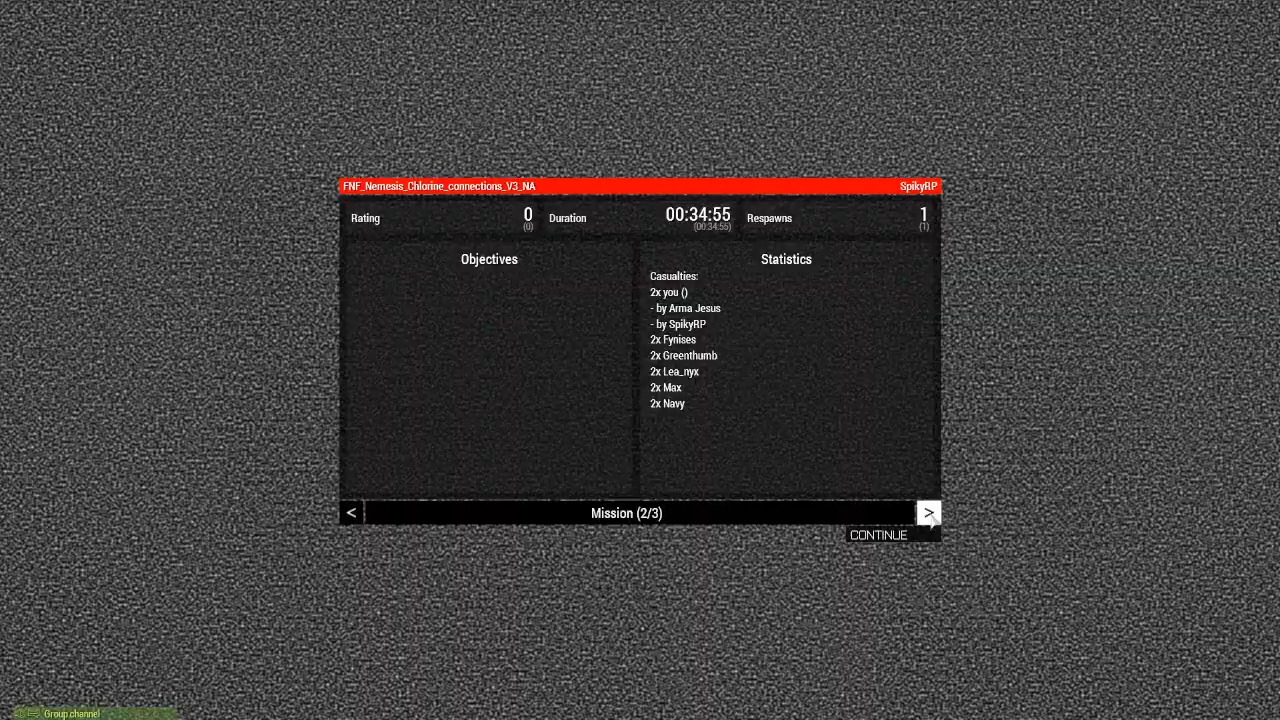 FNF_Nemesis_Chlorine_connections_V3_NA SpikyRP
Rating 0 (0) Duration 00:34:55 (00:34:55) Respawns 1 (1)
Objectives
Statistics
Casualties:
2x you ()
- by Arma Jesus
- by SpikyRP
2x Fynises
2x Greenthumb
2x Lea_nyx
2x Max
2x Navy
< Mission (2/3) >
CONTINUE
Group channel